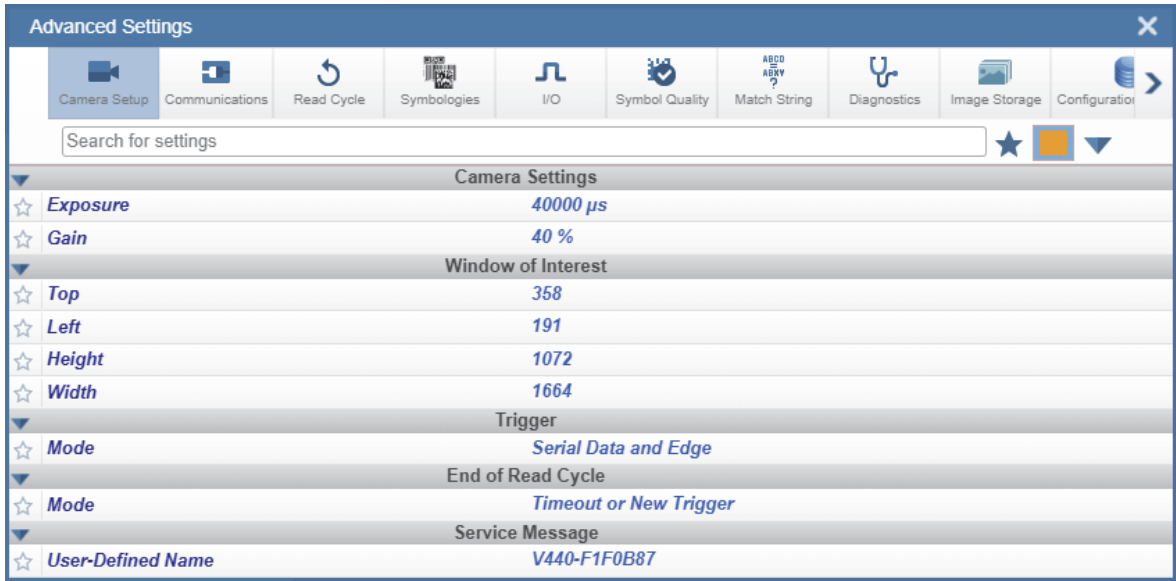 Advanced Settings
Camera Setup Communications Read Cycle Symbologies I/O Symbol Quality Match String Diagnostics Image Storage
Search for settings
Camera Settings
Exposure 40000 µs
Gain 40 %
Window of Interest
Top 358
Left 191
Height 1072
Width 1664
Trigger
Mode Serial Data and Edge
End of Read Cycle
Mode Timeout or New Trigger
Service Message
User-Defined Name V440-F1F0B87